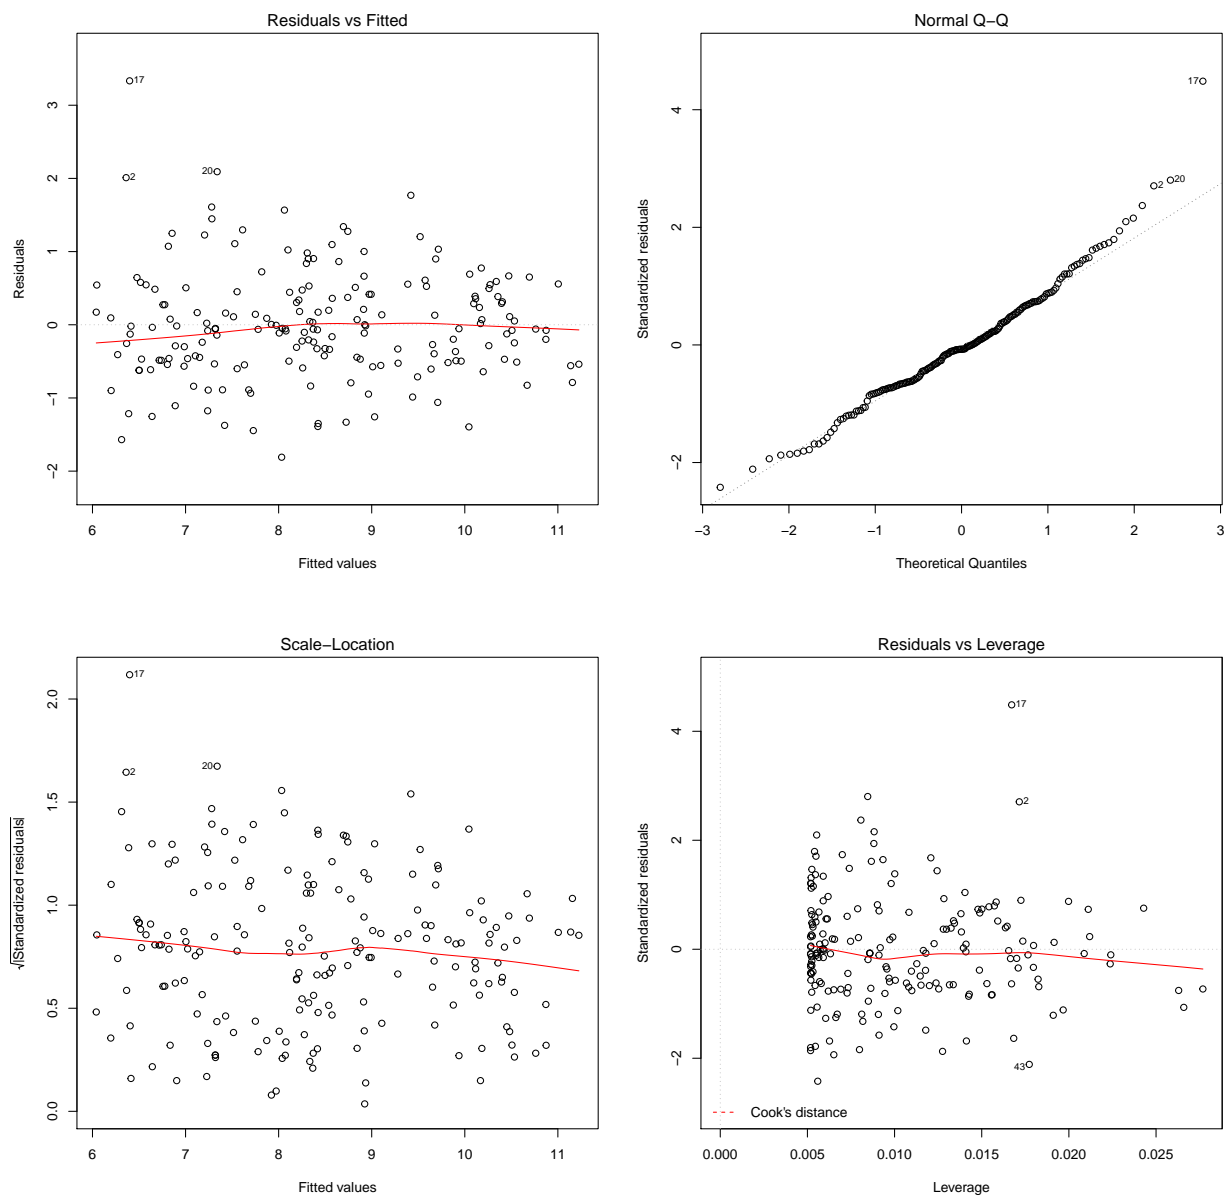 Residuals vs Fitted
Residuals
3
2
1
0
−1
−2
17
2
20
6 7 8 9 10 11
Fitted values
Normal Q−Q
Standardized residuals
4
2
0
−2
17
2
20
−3 −2 −1 0 1 2 3
Theoretical Quantiles
Scale−Location
√|Standardized residuals|
2.0
1.5
1.0
0.5
0.0
17
2
20
6 7 8 9 10 11
Fitted values
Residuals vs Leverage
Standardized residuals
4
2
0
−2
17
2
43
Cook's distance
0.000 0.005 0.010 0.015 0.020 0.025
Leverage